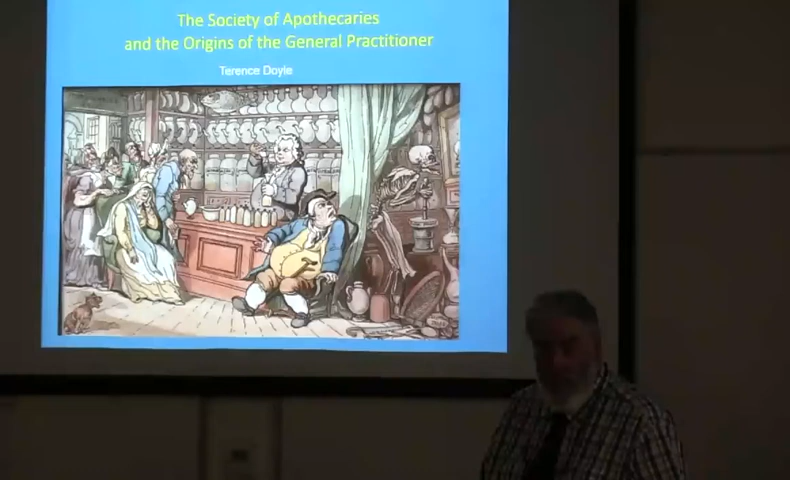 The Society of Apothecaries
and the Origins of the General Practitioner
Terence Doyle